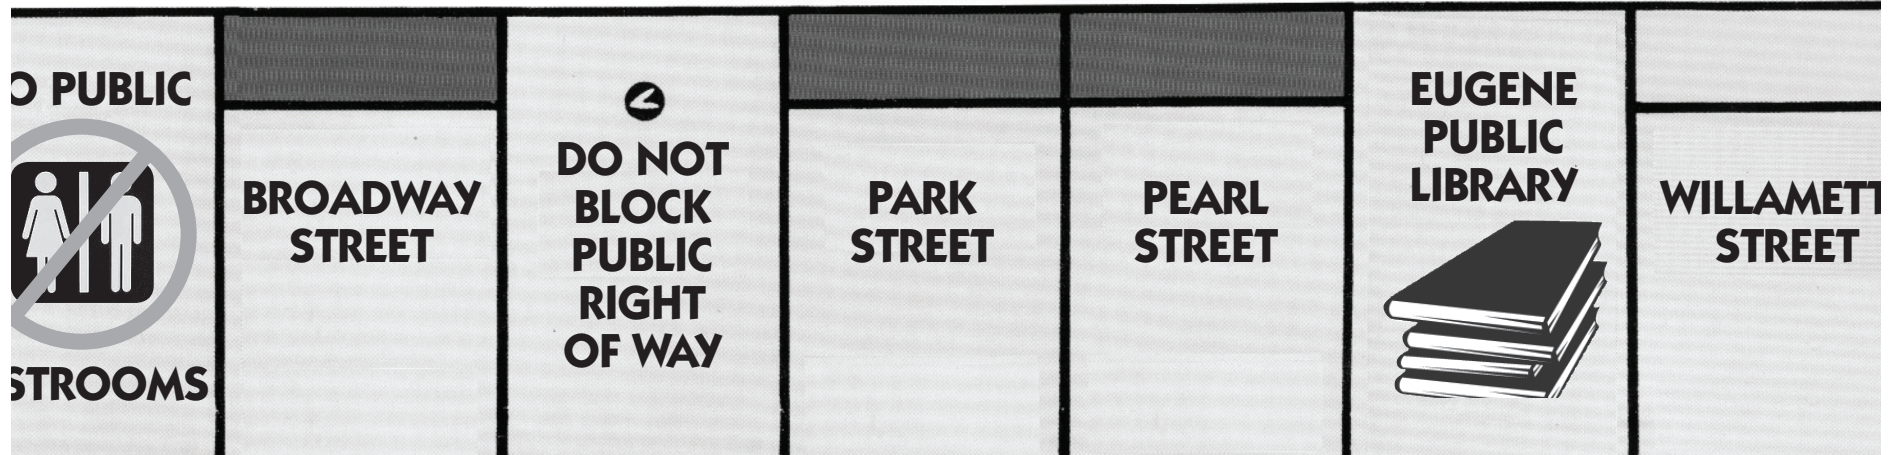 O PUBLIC
STROOMS
BROADWAY
STREET
DO NOT
BLOCK
PUBLIC
RIGHT
OF WAY
PARK
STREET
PEARL
STREET
EUGENE
PUBLIC
LIBRARY
WILLAMETT
STREET